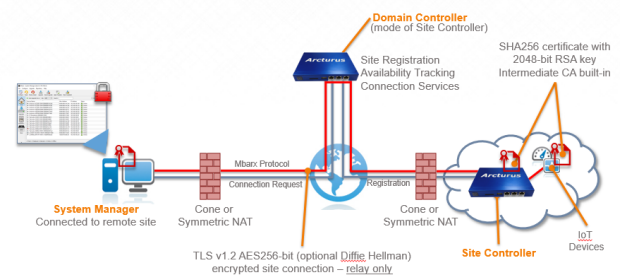 Domain Controller
(mode of Site Controller)
Arcturus
Site Registration
Availability Tracking
Connection Services
SHA256 certificate with
2048-bit RSA key
Intermediate CA built-in
Mbarx Protocol
Connection Request
Registration
Arcturus
System Manager
Connected to remote site
Cone or
Symmetric NAT
Cone or
Symmetric NAT
IoT
Devices
Site Controller
TLS v1.2 AES256-bit (optional Diffie Hellman)
encrypted site connection – relay only